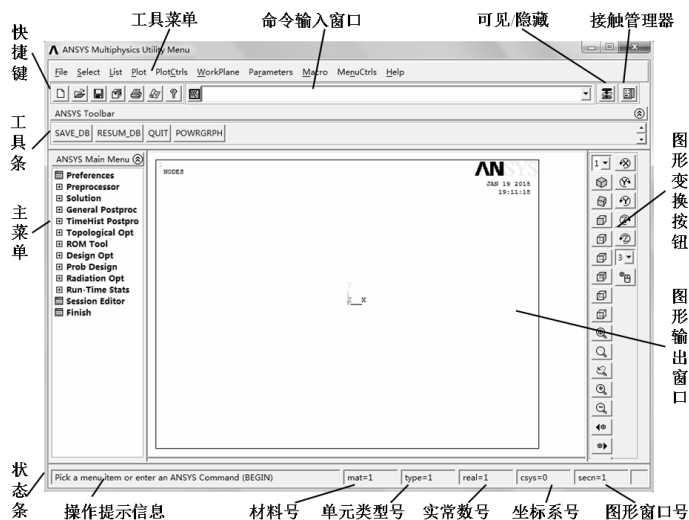 工具菜单 命令输入窗口 可见/隐藏 接触管理器
快捷键
ANSYS Multiphysics Utility Menu
File Select List Plot PlotCtrls WorkPlane Parameters Macro MenuCtrls Help
ANSYS Toolbar
工具条
SAVE_DB RESUM_DB QUIT POWRGRPH
ANSYS Main Menu
主菜单
Preferences
Preprocessor
Solution
General Postproc
TimeHist Postpro
Topological Opt
ROM Tool
Design Opt
Prob Design
Radiation Opt
Run-Time Stats
Session Editor
Finish
1
NODES
ANSYS
JAN 19 2015
19:11:18
X
1
3
图形变换按钮
图形输出窗口
状态条
Pick a menu item or enter an ANSYS Command (BEGIN) mat=1 type=1 real=1 csys=0 secn=1
操作提示信息 材料号 单元类型号 实常数号 坐标系号 图形窗口号